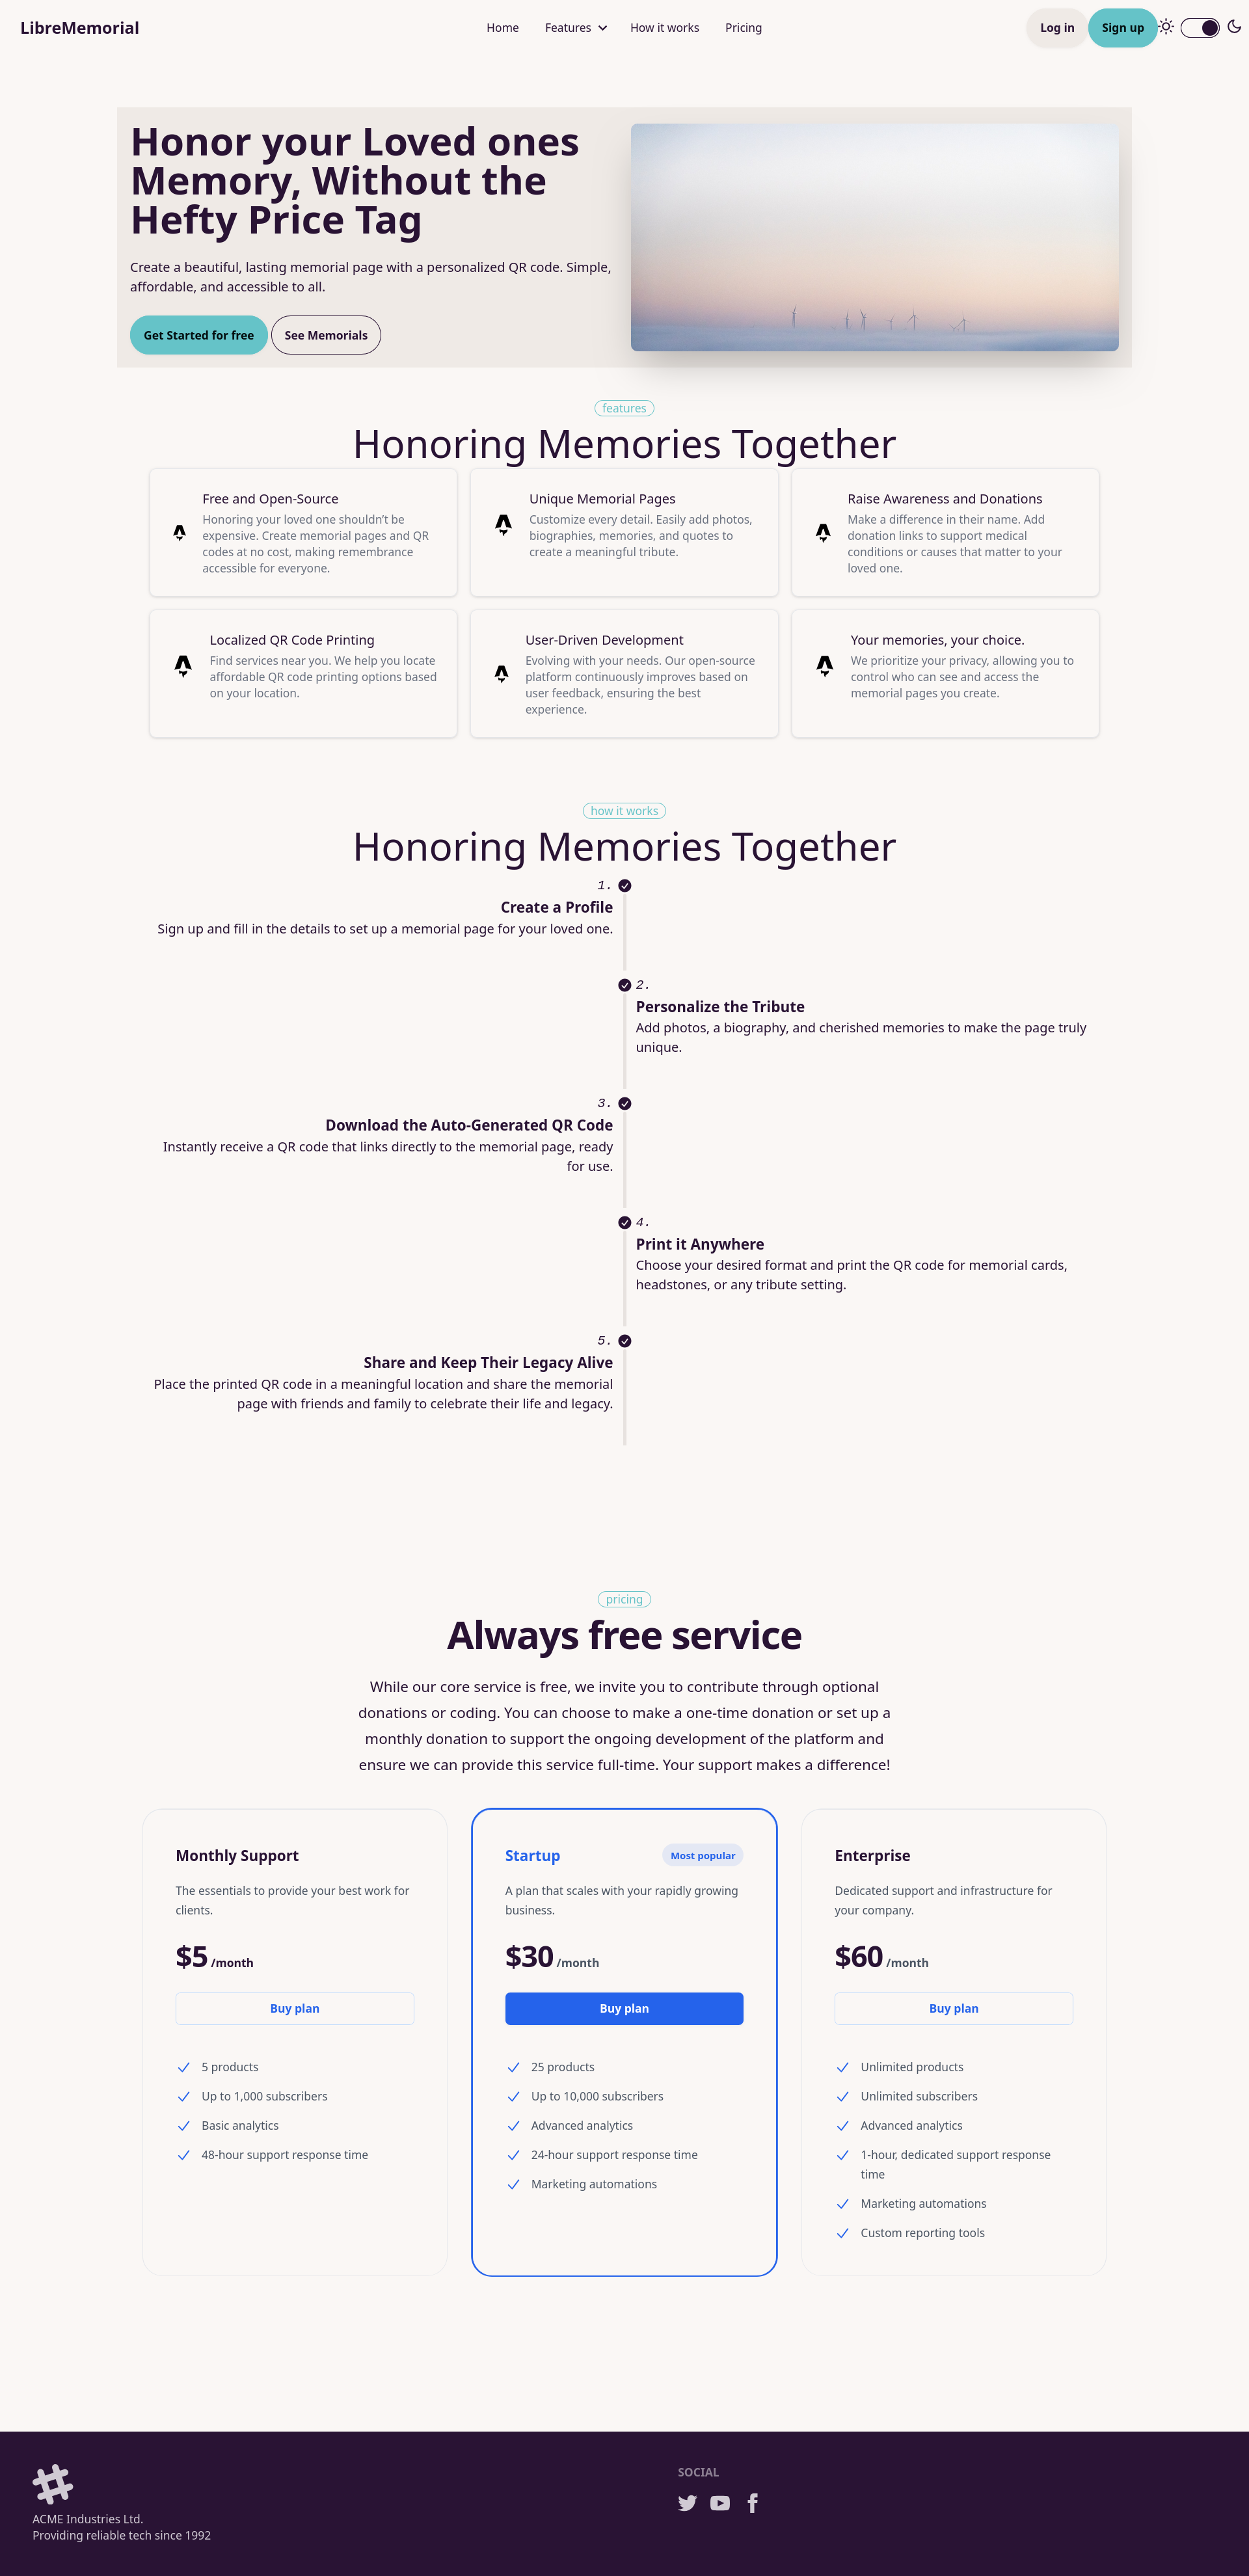 LibreMemorial
Home
Features
How it works
Pricing
Log in
Sign up
Honor your Loved ones
Memory, Without the
Hefty Price Tag
Create a beautiful, lasting memorial page with a personalized QR code. Simple,
affordable, and accessible to all.
Get Started for free
See Memorials
features
Honoring Memories Together
Free and Open-Source
Honoring your loved one shouldn’t be
expensive. Create memorial pages and QR
codes at no cost, making remembrance
accessible for everyone.
Unique Memorial Pages
Customize every detail. Easily add photos,
biographies, memories, and quotes to
create a meaningful tribute.
Raise Awareness and Donations
Make a difference in their name. Add
donation links to support medical
conditions or causes that matter to your
loved one.
Localized QR Code Printing
Find services near you. We help you locate
affordable QR code printing options based
on your location.
User-Driven Development
Evolving with your needs. Our open-source
platform continuously improves based on
user feedback, ensuring the best
experience.
Your memories, your choice.
We prioritize your privacy, allowing you to
control who can see and access the
memorial pages you create.
how it works
Honoring Memories Together
1.
Create a Profile
Sign up and fill in the details to set up a memorial page for your loved one.
2.
Personalize the Tribute
Add photos, a biography, and cherished memories to make the page truly
unique.
3.
Download the Auto-Generated QR Code
Instantly receive a QR code that links directly to the memorial page, ready
for use.
4.
Print it Anywhere
Choose your desired format and print the QR code for memorial cards,
headstones, or any tribute setting.
5.
Share and Keep Their Legacy Alive
Place the printed QR code in a meaningful location and share the memorial
page with friends and family to celebrate their life and legacy.
pricing
Always free service
While our core service is free, we invite you to contribute through optional
donations or coding. You can choose to make a one-time donation or set up a
monthly donation to support the ongoing development of the platform and
ensure we can provide this service full-time. Your support makes a difference!
Monthly Support
The essentials to provide your best work for
clients.
$5 /month
Buy plan
5 products
Up to 1,000 subscribers
Basic analytics
48-hour support response time
Startup
Most popular
A plan that scales with your rapidly growing
business.
$30 /month
Buy plan
25 products
Up to 10,000 subscribers
Advanced analytics
24-hour support response time
Marketing automations
Enterprise
Dedicated support and infrastructure for
your company.
$60 /month
Buy plan
Unlimited products
Unlimited subscribers
Advanced analytics
1-hour, dedicated support response
time
Marketing automations
Custom reporting tools
ACME Industries Ltd.
Providing reliable tech since 1992
SOCIAL